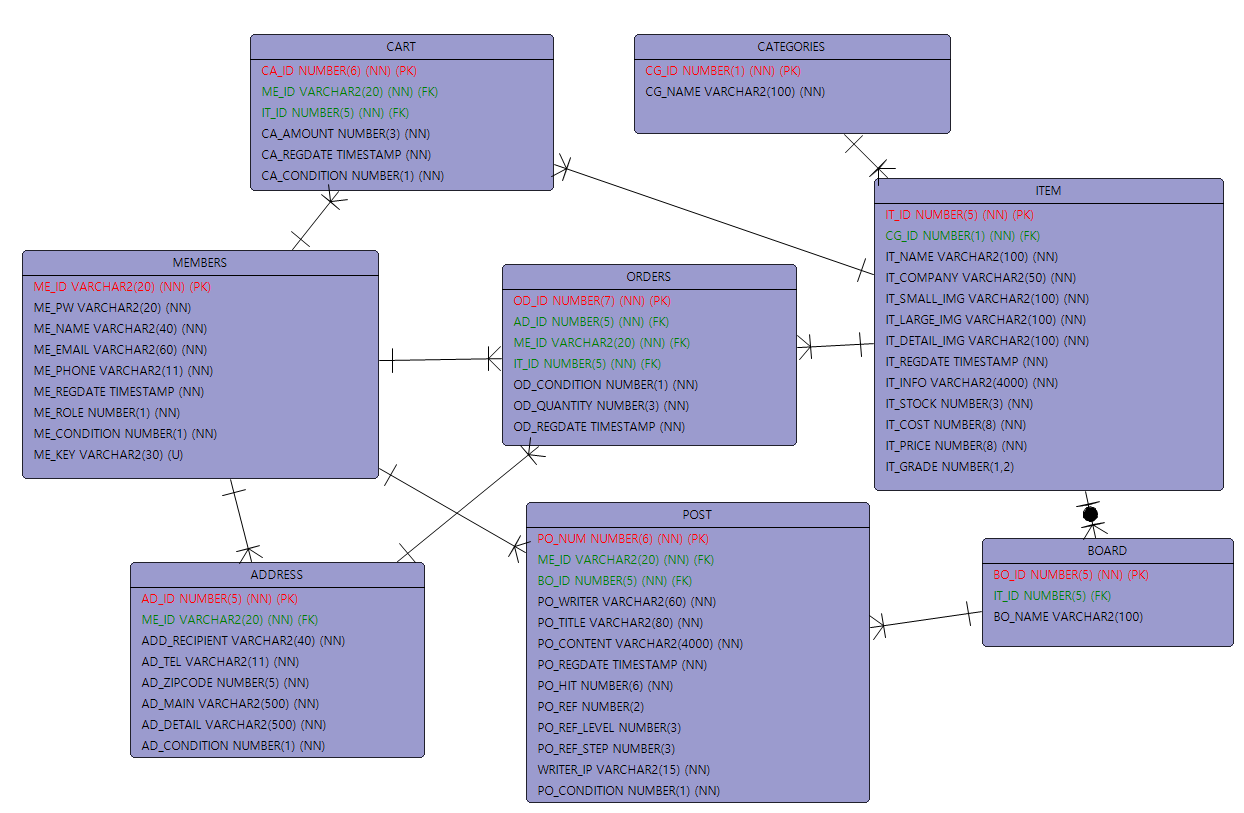 CART
CA_ID NUMBER(6) (NN) (PK)
ME_ID VARCHAR2(20) (NN) (FK)
IT_ID NUMBER(5) (NN) (FK)
CA_AMOUNT NUMBER(3) (NN)
CA_REGDATE TIMESTAMP (NN)
CA_CONDITION NUMBER(1) (NN)
CATEGORIES
CG_ID NUMBER(1) (NN) (PK)
CG_NAME VARCHAR2(100) (NN)
ITEM
IT_ID NUMBER(5) (NN) (PK)
CG_ID NUMBER(1) (NN) (FK)
IT_NAME VARCHAR2(100) (NN)
IT_COMPANY VARCHAR2(50) (NN)
IT_SMALL_IMG VARCHAR2(100) (NN)
IT_LARGE_IMG VARCHAR2(100) (NN)
IT_DETAIL_IMG VARCHAR2(100) (NN)
IT_REGDATE TIMESTAMP (NN)
IT_INFO VARCHAR2(4000) (NN)
IT_STOCK NUMBER(3) (NN)
IT_COST NUMBER(8) (NN)
IT_PRICE NUMBER(8) (NN)
IT_GRADE NUMBER(1,2)
MEMBERS
ME_ID VARCHAR2(20) (NN) (PK)
ME_PW VARCHAR2(20) (NN)
ME_NAME VARCHAR2(40) (NN)
ME_EMAIL VARCHAR2(60) (NN)
ME_PHONE VARCHAR2(11) (NN)
ME_REGDATE TIMESTAMP (NN)
ME_ROLE NUMBER(1) (NN)
ME_CONDITION NUMBER(1) (NN)
ME_KEY VARCHAR2(30) (U)
ORDERS
OD_ID NUMBER(7) (NN) (PK)
AD_ID NUMBER(5) (NN) (FK)
ME_ID VARCHAR2(20) (NN) (FK)
IT_ID NUMBER(5) (NN) (FK)
OD_CONDITION NUMBER(1) (NN)
OD_QUANTITY NUMBER(3) (NN)
OD_REGDATE TIMESTAMP (NN)
POST
PO_NUM NUMBER(6) (NN) (PK)
ME_ID VARCHAR2(20) (NN) (FK)
BO_ID NUMBER(5) (NN) (FK)
PO_WRITER VARCHAR2(60) (NN)
PO_TITLE VARCHAR2(80) (NN)
PO_CONTENT VARCHAR2(4000) (NN)
PO_REGDATE TIMESTAMP (NN)
PO_HIT NUMBER(6) (NN)
PO_REF NUMBER(2)
PO_REF_LEVEL NUMBER(3)
PO_REF_STEP NUMBER(3)
WRITER_IP VARCHAR2(15) (NN)
PO_CONDITION NUMBER(1) (NN)
BOARD
BO_ID NUMBER(5) (NN) (PK)
IT_ID NUMBER(5) (FK)
BO_NAME VARCHAR2(100)
ADDRESS
AD_ID NUMBER(5) (NN) (PK)
ME_ID VARCHAR2(20) (NN) (FK)
ADD_RECIPIENT VARCHAR2(40) (NN)
AD_TEL VARCHAR2(11) (NN)
AD_ZIPCODE NUMBER(5) (NN)
AD_MAIN VARCHAR2(500) (NN)
AD_DETAIL VARCHAR2(500) (NN)
AD_CONDITION NUMBER(1) (NN)